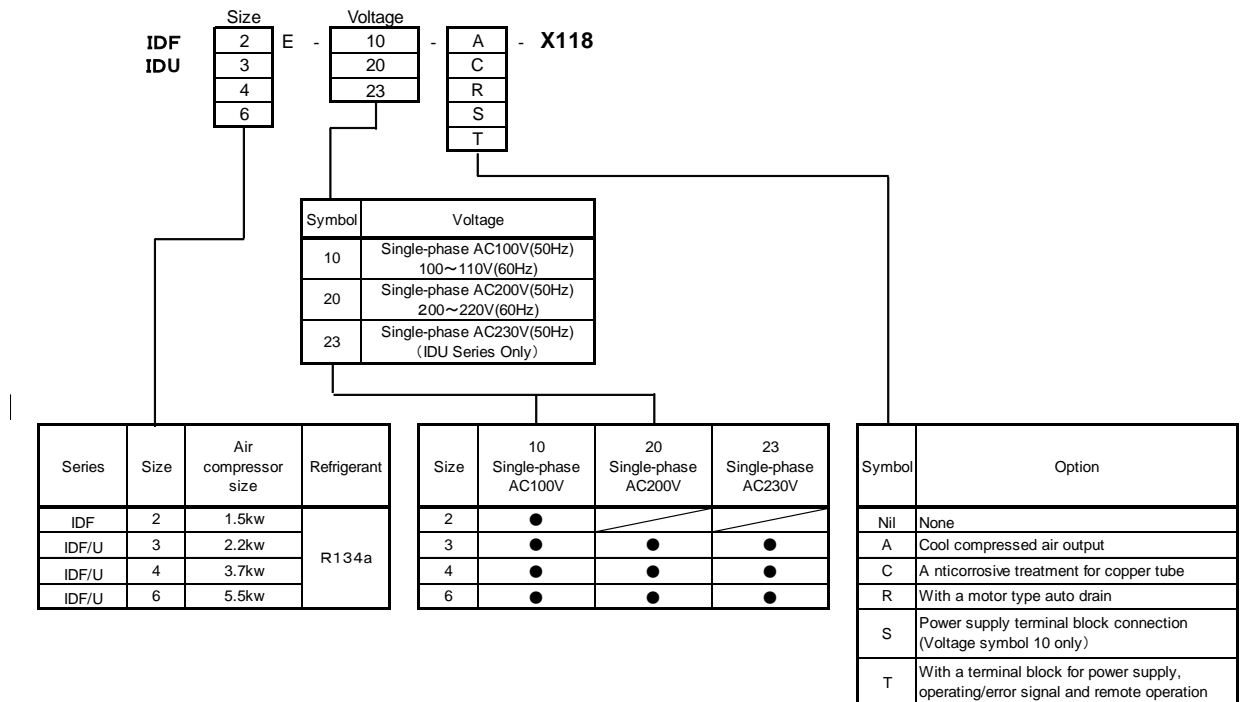 Size Voltage
IDF 2 E - 10 - A - X118
IDU 3 20 C
4 23 R
6 S
T
Symbol Voltage
10 Single-phase AC100V(50Hz)
100～110V(60Hz)
20 Single-phase AC200V(50Hz)
200～220V(60Hz)
23 Single-phase AC230V(50Hz)
（IDU Series Only）
Series Size Air
compressor
size Refrigerant
IDF 2 1.5kw R134a
IDF/U 3 2.2kw
IDF/U 4 3.7kw
IDF/U 6 5.5kw
Size 10
Single-phase
AC100V
20
Single-phase
AC200V
23
Single-phase
AC230V
2 ●
3 ● ● ●
4 ● ● ●
6 ● ● ●
Symbol Option
Nil None
A Cool compressed air output
C A nticorrosive treatment for copper tube
R With a motor type auto drain
S Power supply terminal block connection
(Voltage symbol 10 only）
T With a terminal block for power supply,
operating/error signal and remote operation